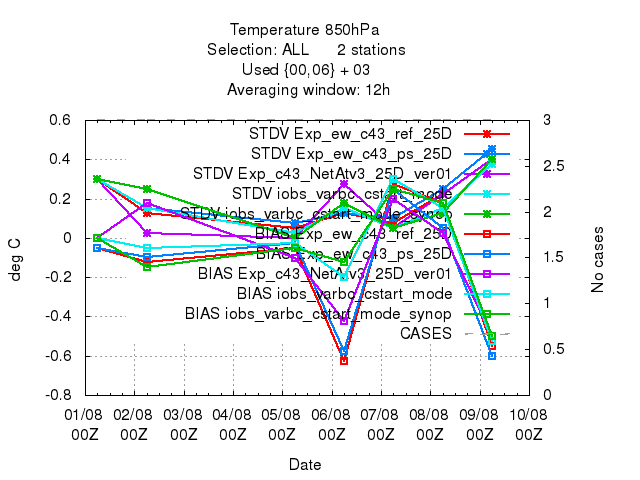 Temperature 850hPa
Selection: ALL 2 stations
Used {00,06} + 03
Averaging window: 12h
deg C
0.6
0.4
0.2
0
-0.2
-0.4
-0.6
-0.8
STDV Exp_ew_c43_ref_25D
STDV Exp_ew_c43_ps_25D
STDV Exp_c43_NetAtv3_25D_ver01
STDV iobs_varbc_cstart_mode
STDV iobs_varbc_cstart_mode_synop
BIAS Exp_ew_c43_ref_25D
BIAS Exp_ew_c43_ps_25D
BIAS Exp_c43_NetAtv3_25D_ver01
BIAS iobs_varbc_cstart_mode
BIAS iobs_varbc_cstart_mode_synop
CASES
3
2.5
2
1.5
1
0.5
0
No cases
01/08 02/08 03/08 04/08 05/08 06/08 07/08 08/08 09/08 10/08
00Z 00Z 00Z 00Z 00Z 00Z 00Z 00Z 00Z 00Z
Date